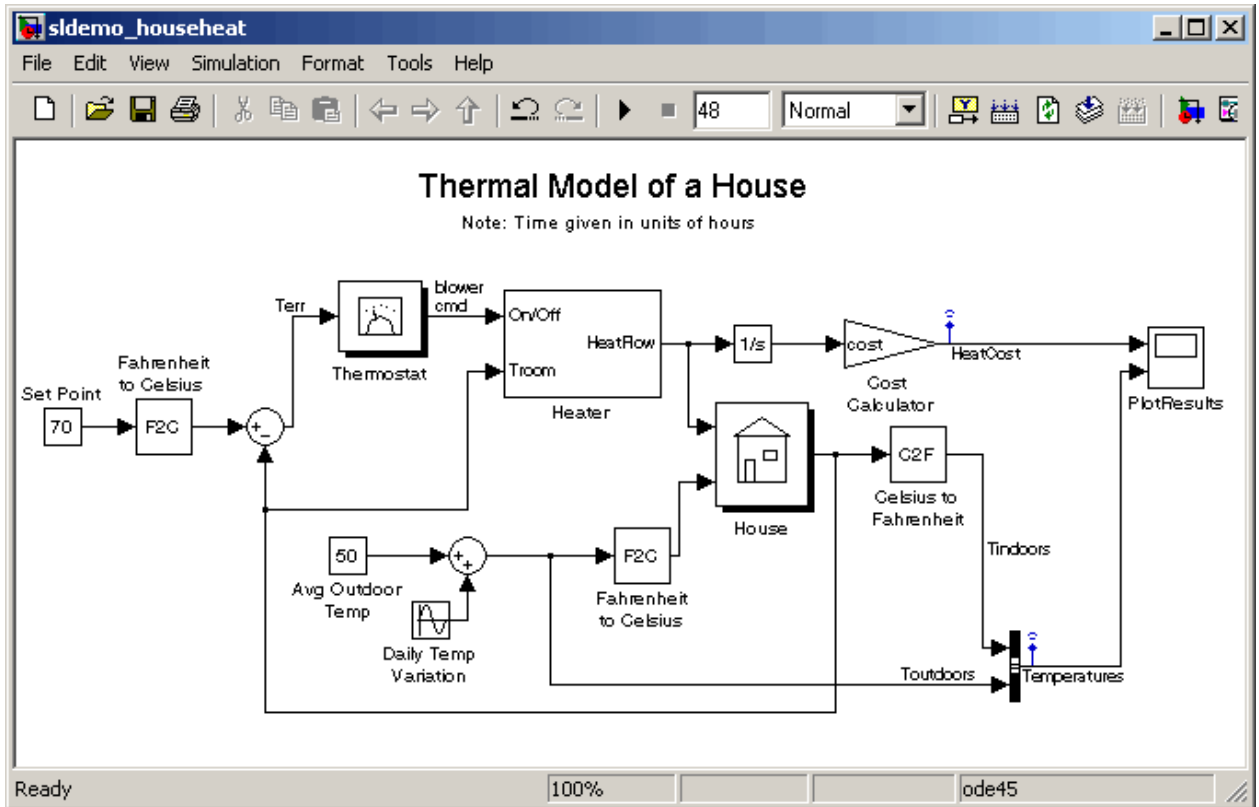 sldemo_househeat
File Edit View Simulation Format Tools Help
48 Normal
Thermal Model of a House
Note: Time given in units of hours
blower
cmd
Terr
On/Off
HeatFlow
Troom
Heater
Thermostat
1/s
cost
HeatCost
Cost
Calculator
PlotResults
Fahrenheit
to Celsius
Set Point
70
F2C
C2F
Celsius to
Fahrenheit
House
Tindoors
50
Avg Outdoor
Temp
F2C
Fahrenheit
to Celsius
Daily Temp
Variation
Toutdoors
Temperatures
Ready 100% ode45